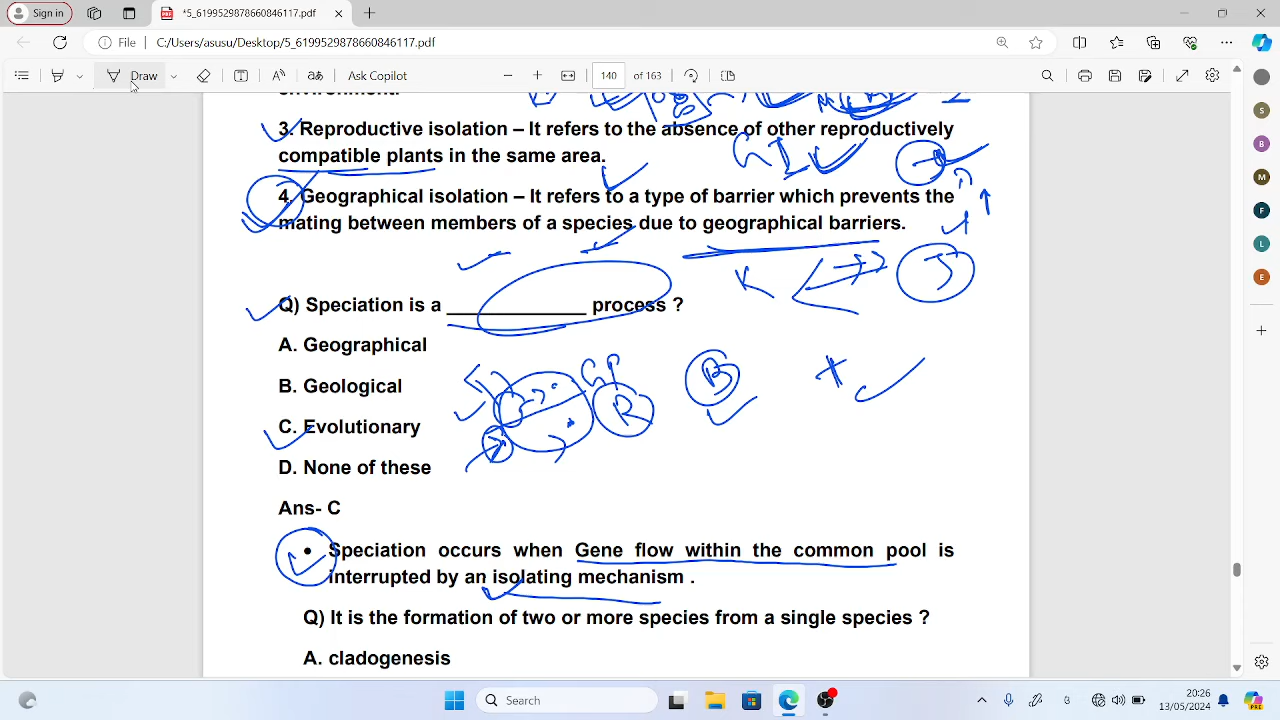 Sign in
*5_6199529878660846117.pdf
File
C:/Users/asusu/Desktop/5_6199529878660846117.pdf
Draw
Ask Copilot
140 of 163
environment.
3. Reproductive isolation – It refers to the absence of other reproductively
compatible plants in the same area.
4. Geographical isolation – It refers to a type of barrier which prevents the
mating between members of a species due to geographical barriers.
Q) Speciation is a _____________ process ?
A. Geographical
B. Geological
C. Evolutionary
D. None of these
Ans- C
• Speciation occurs when Gene flow within the common pool is
interrupted by an isolating mechanism .
Q) It is the formation of two or more species from a single species ?
A. cladogenesis
R
B
S
B
M
F
L
E
Search
20:26
13/05/2024